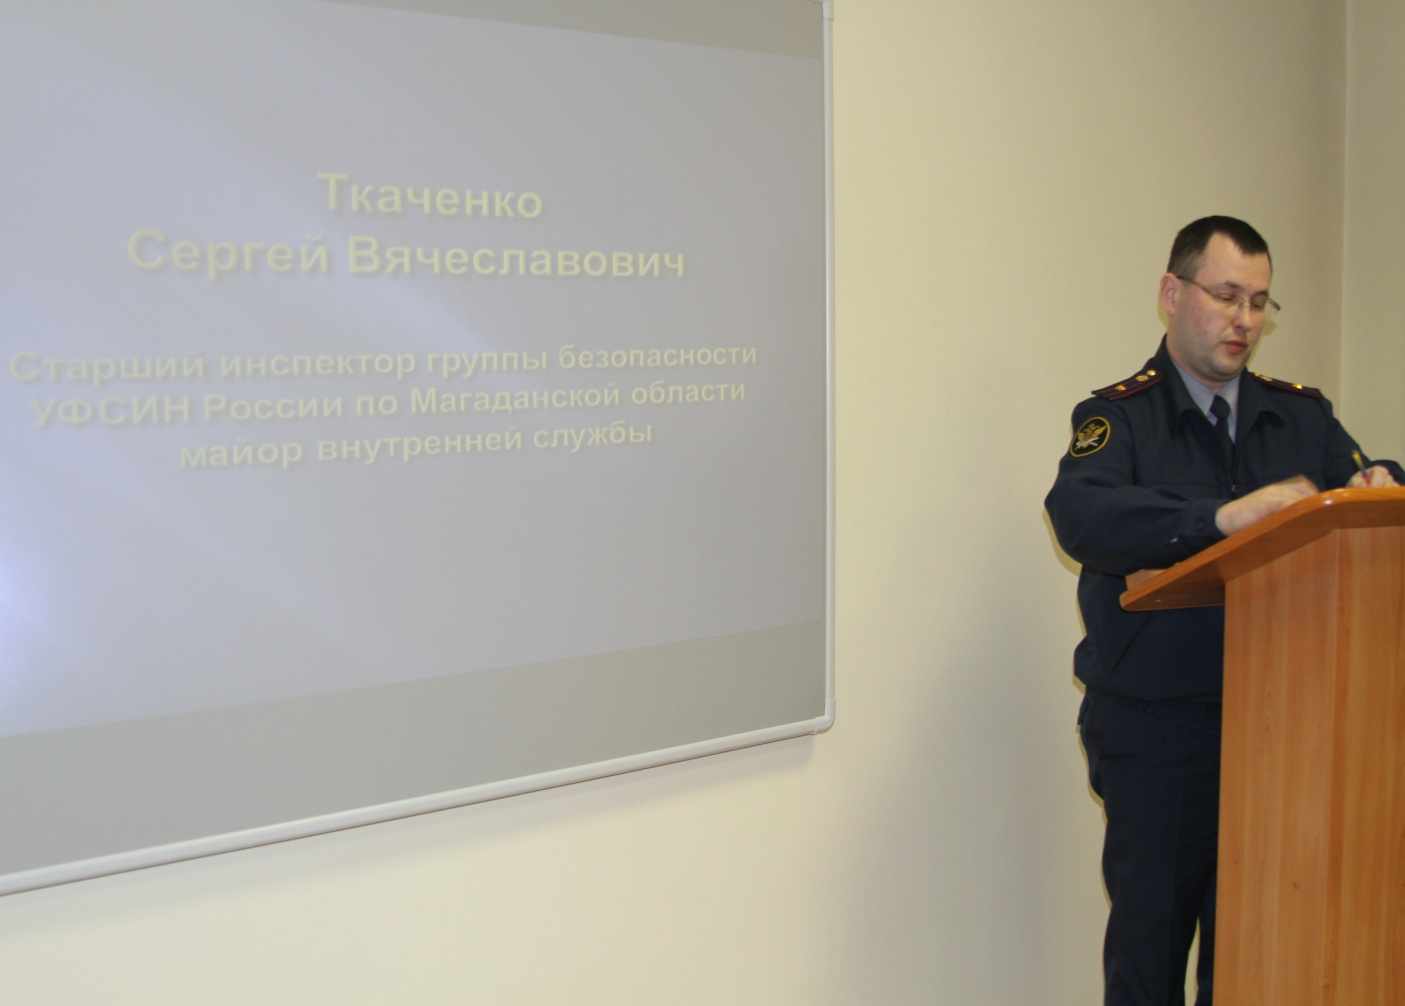 Ткаченко
Сергей Вячеславович
Старший инспектор группы безопасности
УФСИН России по Магаданской области
майор внутренней службы